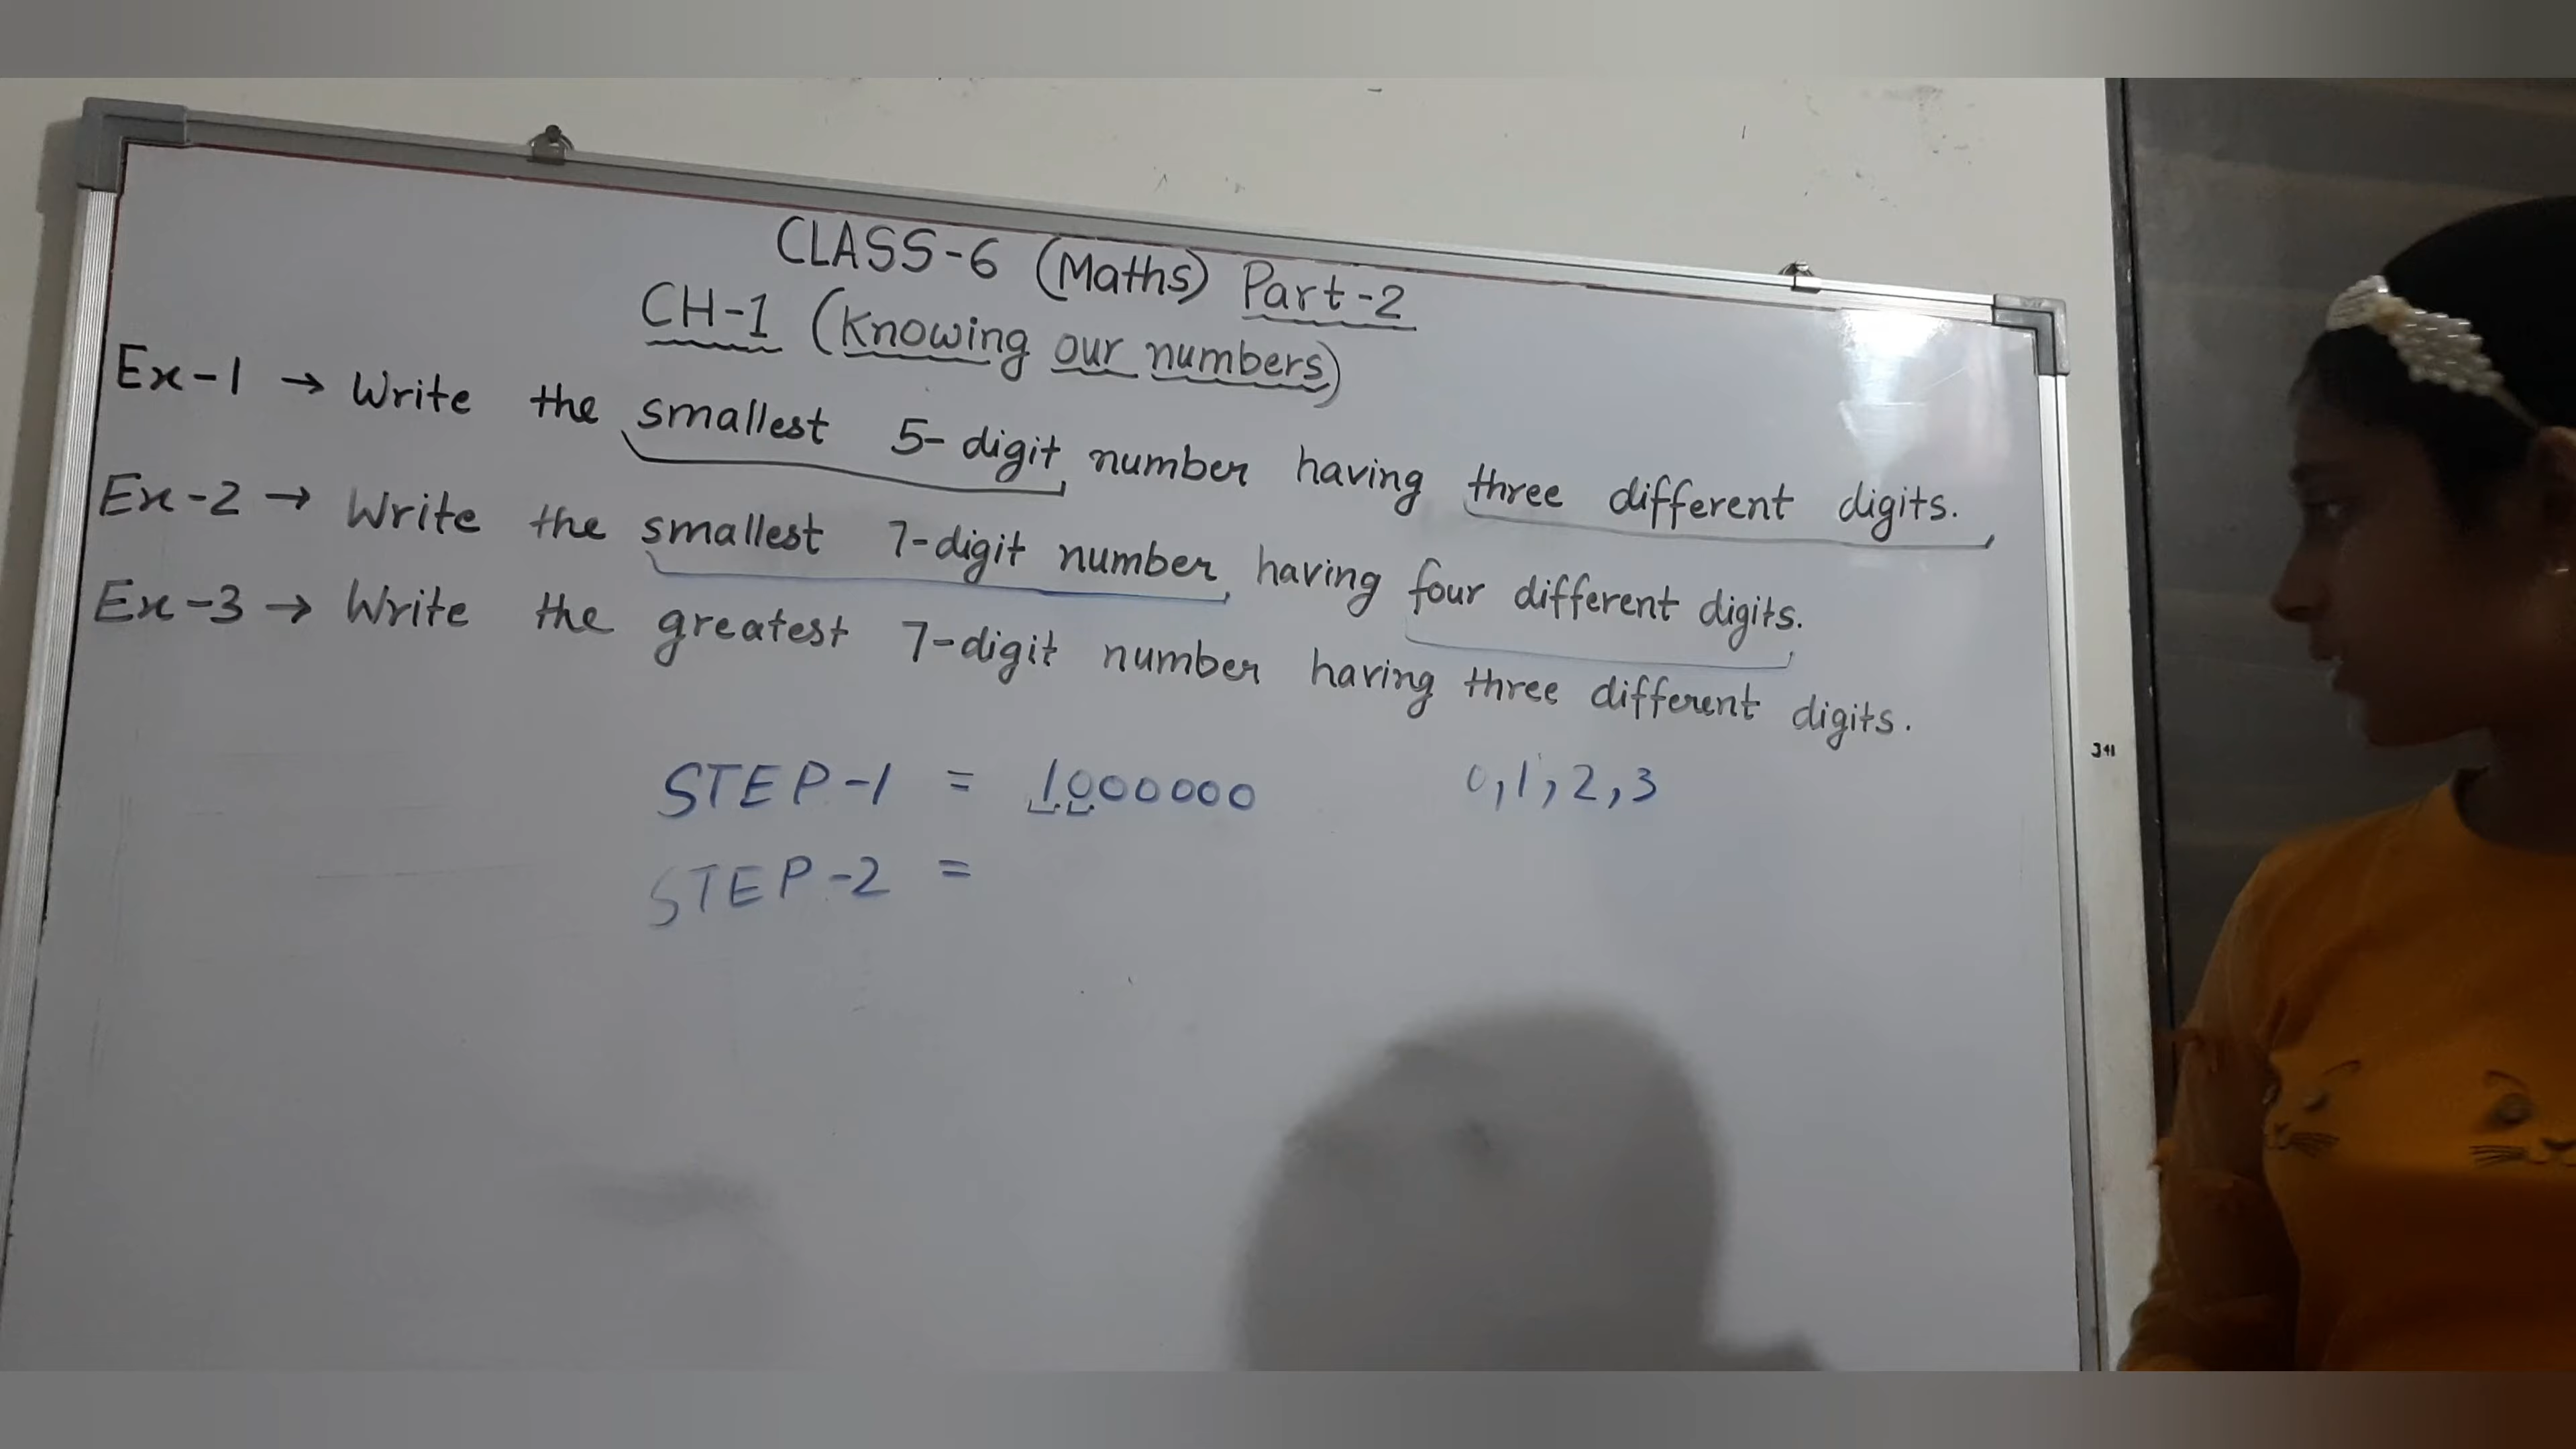 CLASS-6 (Maths) Part-2
CH-1 (Knowing our numbers)
Ex-1 → Write the smallest 5-digit number having three different digits.
Ex-2 → Write the smallest 7-digit number having four different digits.
Ex-3 → Write the greatest 7-digit number having three different digits.
STEP-1 = 1000000 0,1,2,3
STEP-2 =
341